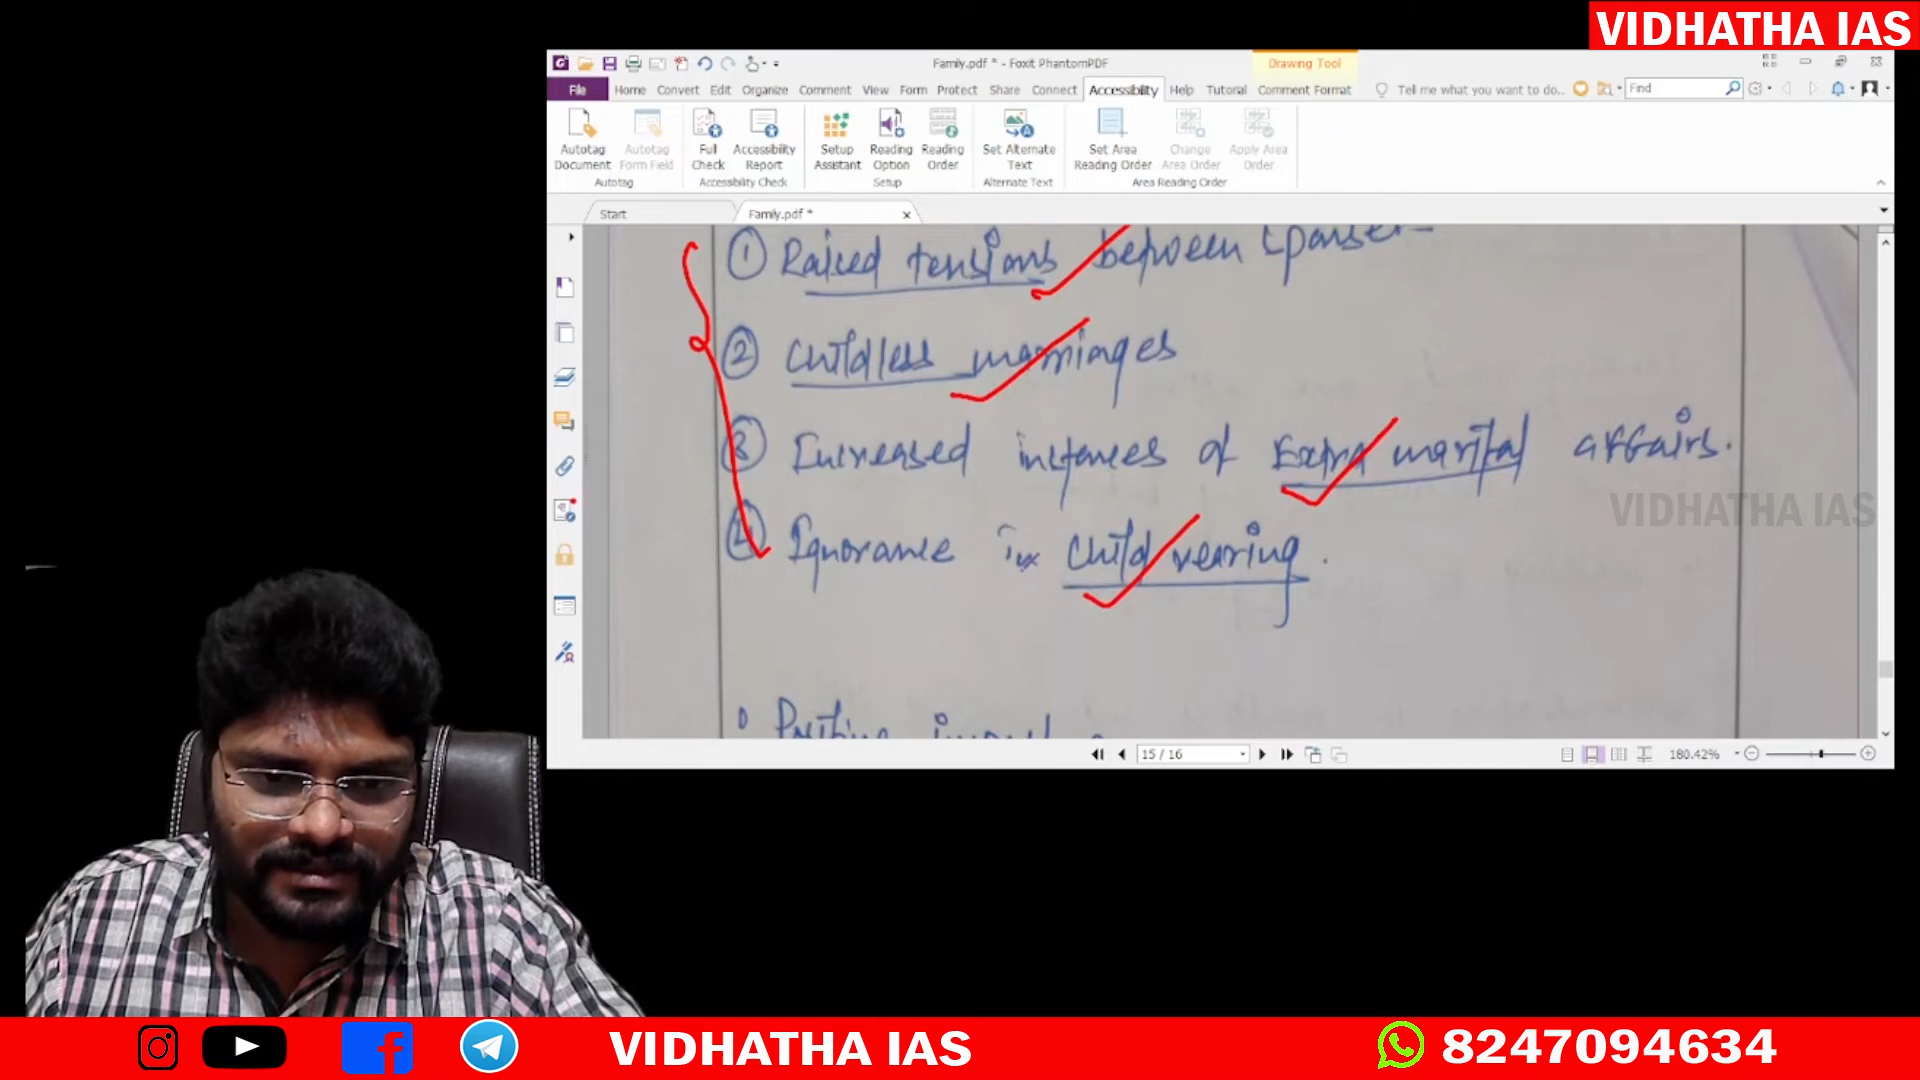 VIDHATHA IAS
Family.pdf * - Foxit PhantomPDF
Drawing Tool
File Home Convert Edit Organize Comment View Form Protect Share Connect Accessibility Help Tutorial Comment Format Tell me what you want to do.. Find
Autotag Document
Autotag Form Field
Full Check
Accessibility Report
Setup Assistant
Reading Option
Reading Order
Set Alternate Text
Set Area Reading Order
Change Area Order
Apply Area Order
Autotag Accessibility Check Setup Alternate Text Area Reading Order
Start Family.pdf *
① Raised tensions between
② Childless marriages
③ Increased instances of Extra marital affairs.
④ Ignorance in child rearing.
Positive impact
VIDHATHA IAS
15 / 16
180.42%
VIDHATHA IAS
8247094634